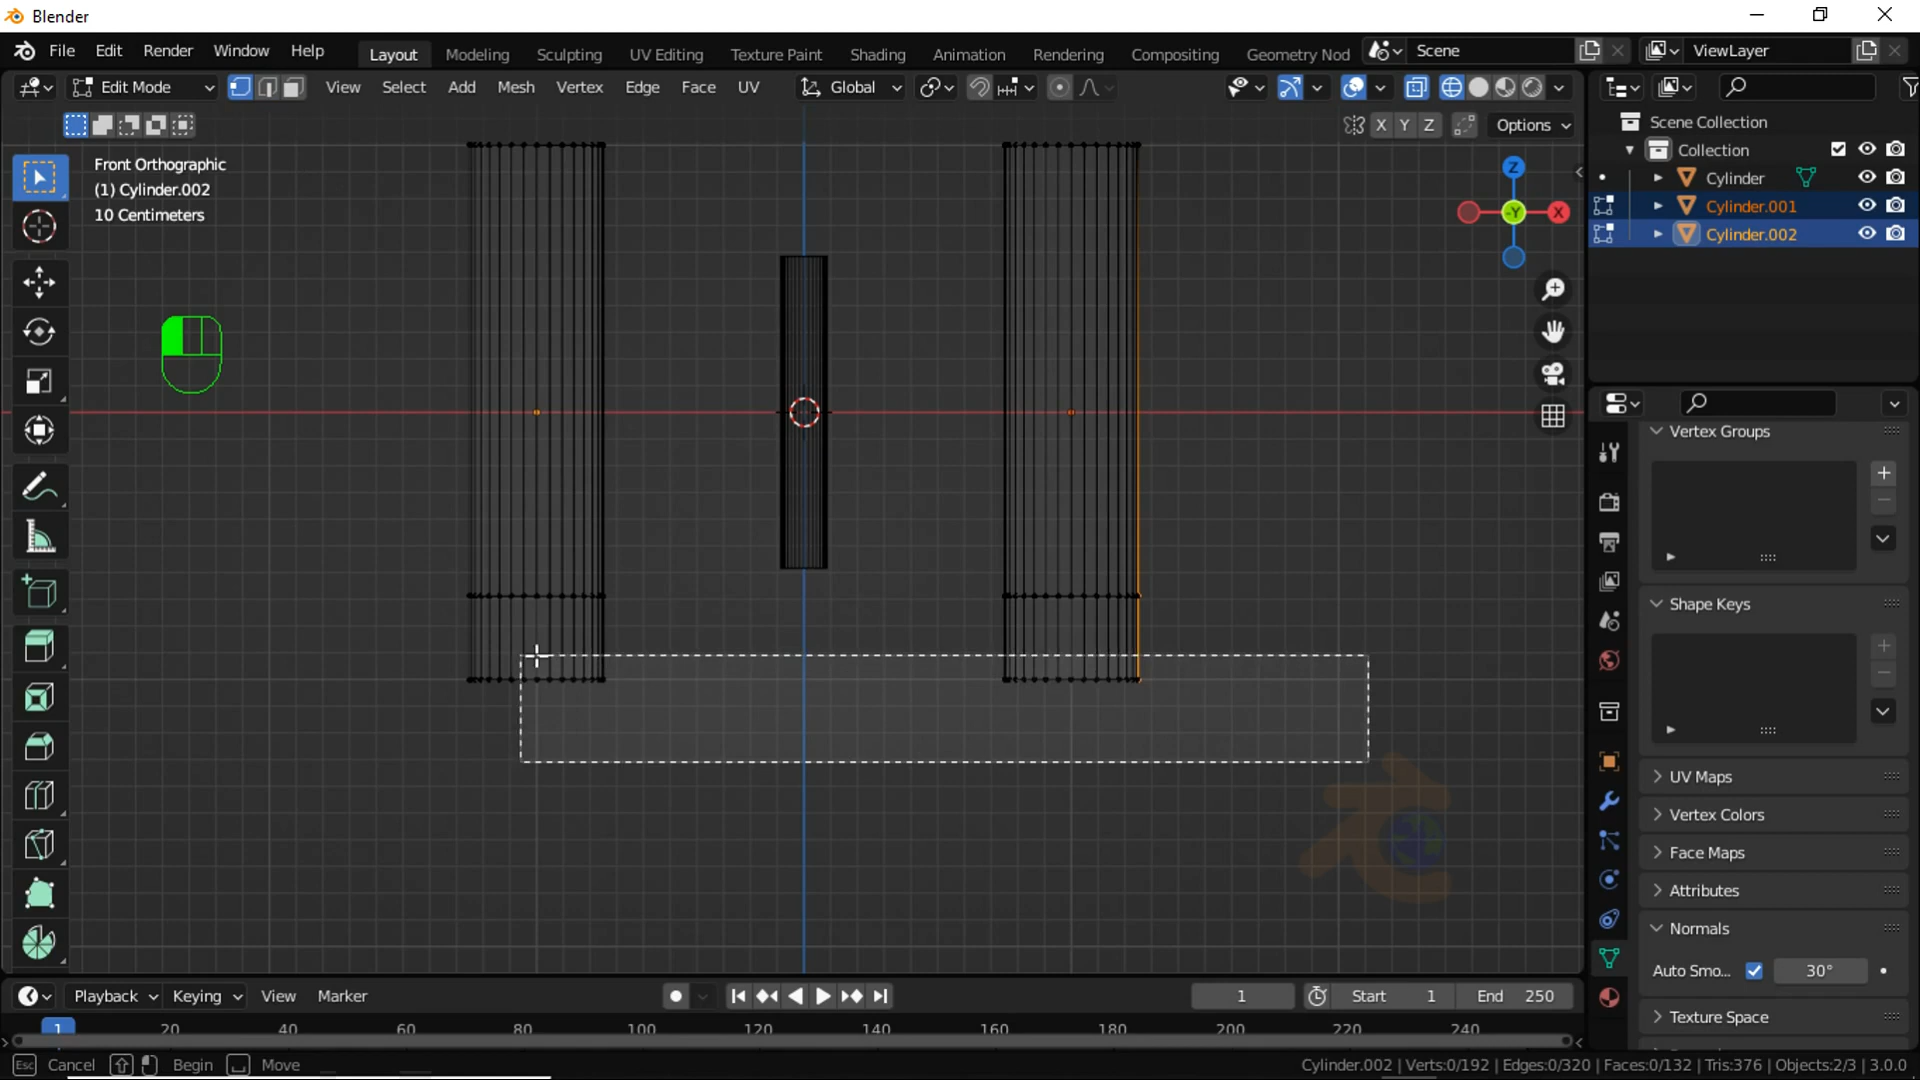 Blender
File Edit Render Window Help Layout Modeling Sculpting UV Editing Texture Paint Shading Animation Rendering Compositing Geometry Nod Scene ViewLayer
Edit Mode View Select Add Mesh Vertex Edge Face UV Global
X Y Z Options
Front Orthographic
(1) Cylinder.002
10 Centimeters
Z
-Y X
Scene Collection
Collection
Cylinder
Cylinder.001
Cylinder.002
Vertex Groups
Shape Keys
UV Maps
Vertex Colors
Face Maps
Attributes
Normals
Auto Smo... 30°
Texture Space
Playback Keying View Marker 1 Start 1 End 250
1 20 40 60 80 100 120 140 160 180 200 220 240
Esc Cancel Begin Move Cylinder.002 | Verts:0/192 | Edges:0/320 | Faces:0/132 | Tris:376 | Objects:2/3 | 3.0.0